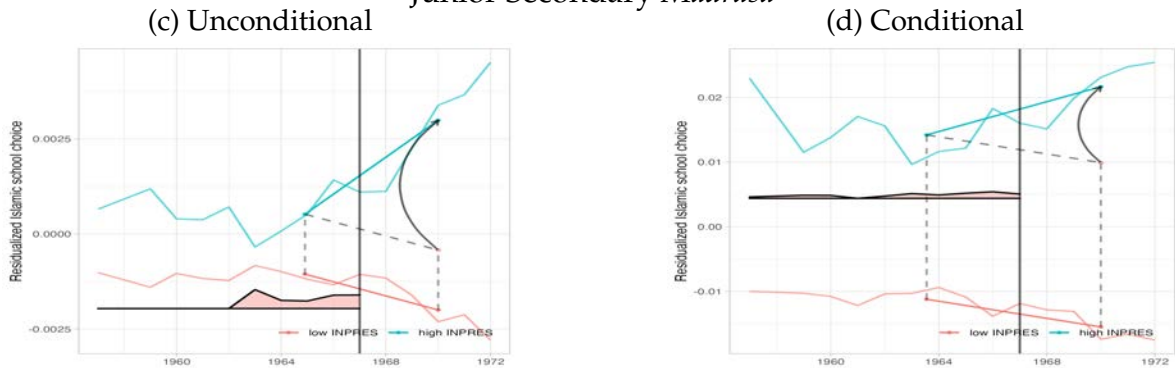 Junior Secondary Madrasa
(c) Unconditional
(d) Conditional
Residualized Islamic school choice
0.0025
0.0000
-0.0025
low INPRES
high INPRES
1960
1964
1968
1972
Residualized Islamic school choice
0.02
0.01
0.00
-0.01
low INPRES
high INPRES
1960
1964
1968
1972